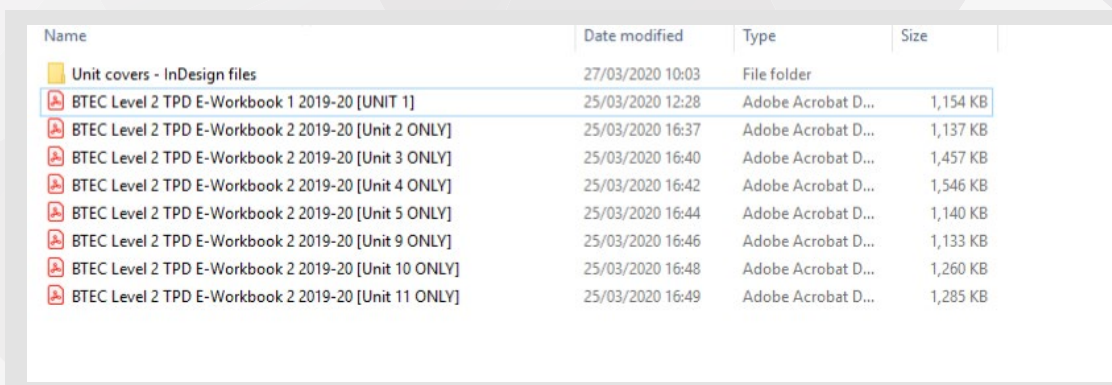 Name Date modified Type Size
Unit covers - InDesign files 27/03/2020 10:03 File folder
BTEC Level 2 TPD E-Workbook 1 2019-20 [UNIT 1] 25/03/2020 12:28 Adobe Acrobat D... 1,154 KB
BTEC Level 2 TPD E-Workbook 2 2019-20 [Unit 2 ONLY] 25/03/2020 16:37 Adobe Acrobat D... 1,137 KB
BTEC Level 2 TPD E-Workbook 2 2019-20 [Unit 3 ONLY] 25/03/2020 16:40 Adobe Acrobat D... 1,457 KB
BTEC Level 2 TPD E-Workbook 2 2019-20 [Unit 4 ONLY] 25/03/2020 16:42 Adobe Acrobat D... 1,546 KB
BTEC Level 2 TPD E-Workbook 2 2019-20 [Unit 5 ONLY] 25/03/2020 16:44 Adobe Acrobat D... 1,140 KB
BTEC Level 2 TPD E-Workbook 2 2019-20 [Unit 9 ONLY] 25/03/2020 16:46 Adobe Acrobat D... 1,133 KB
BTEC Level 2 TPD E-Workbook 2 2019-20 [Unit 10 ONLY] 25/03/2020 16:48 Adobe Acrobat D... 1,260 KB
BTEC Level 2 TPD E-Workbook 2 2019-20 [Unit 11 ONLY] 25/03/2020 16:49 Adobe Acrobat D... 1,285 KB